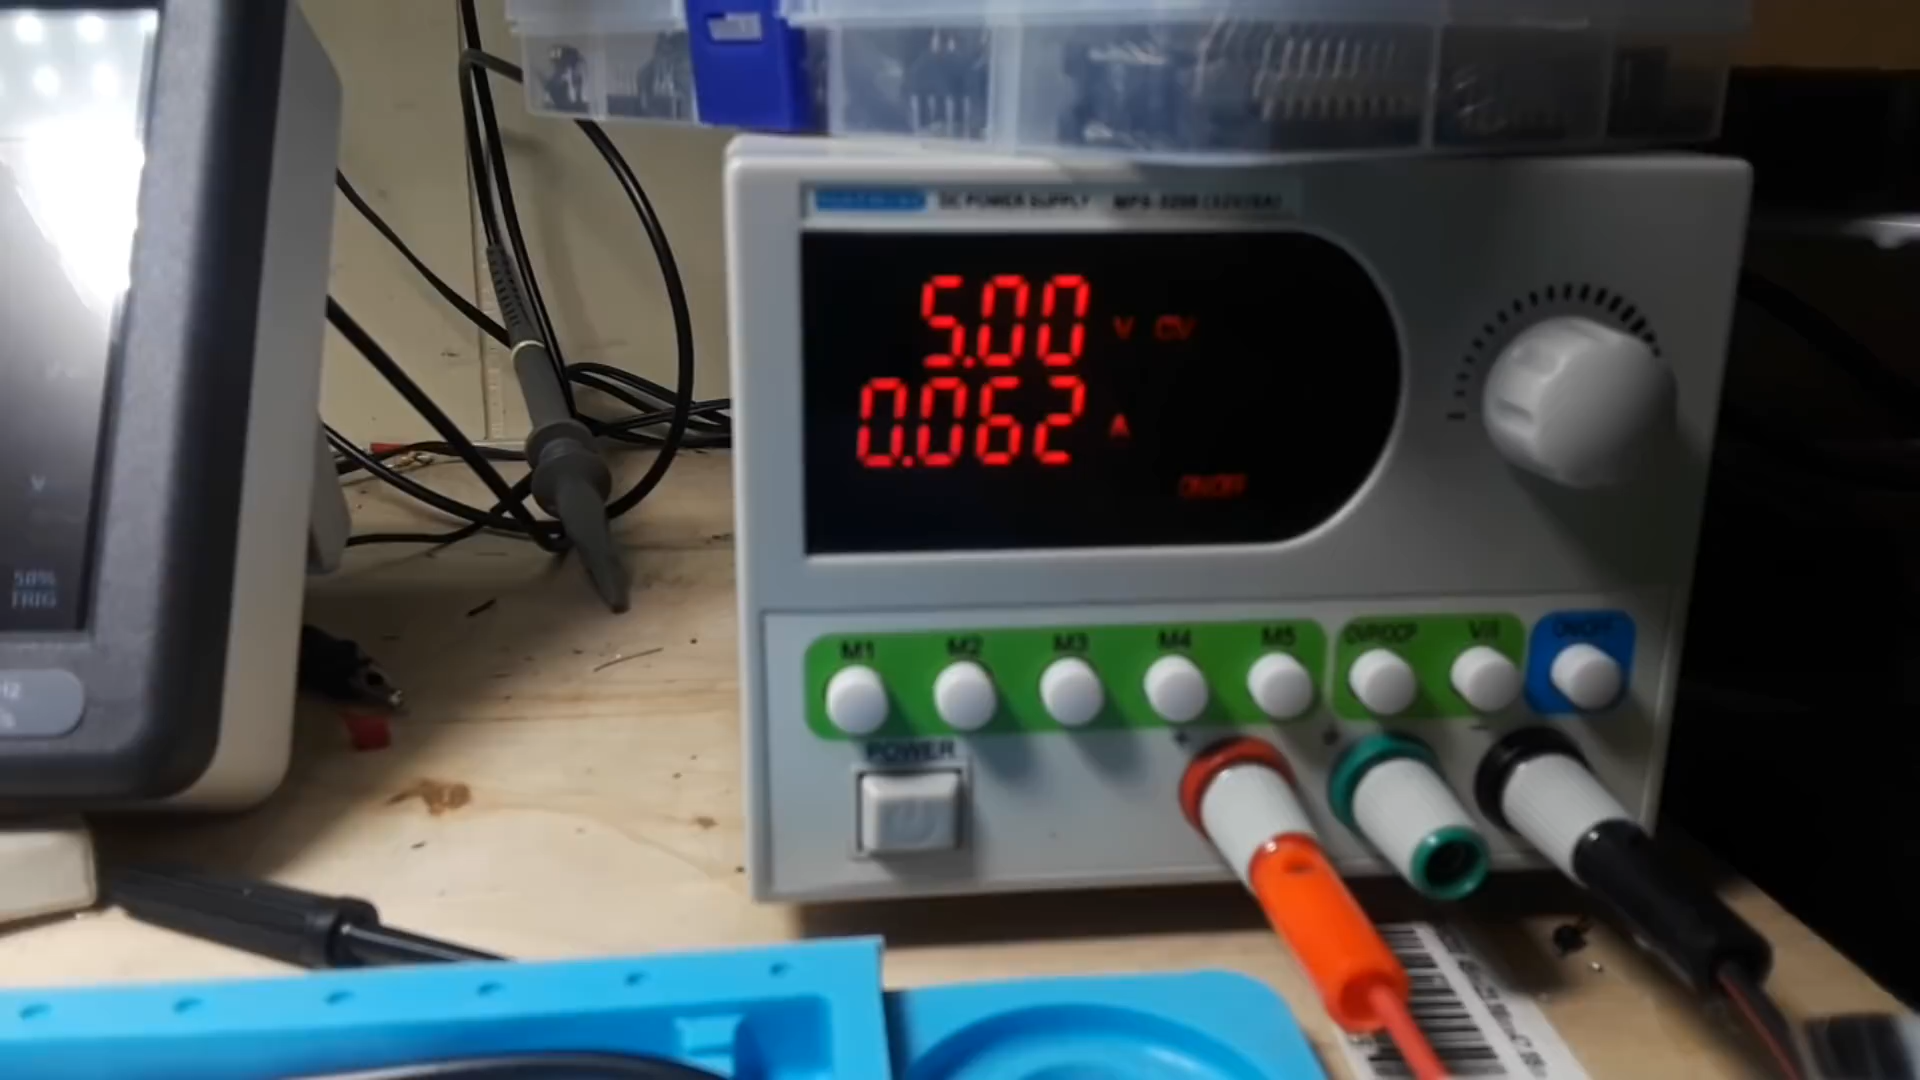 DC POWER SUPPLY
5.00 V CV
0.062 A
ON/OFF
M1 M2 M3 M4 M5 OVP/OCP V/I ON/OFF
+ -
POWER
V
50%
TRIG